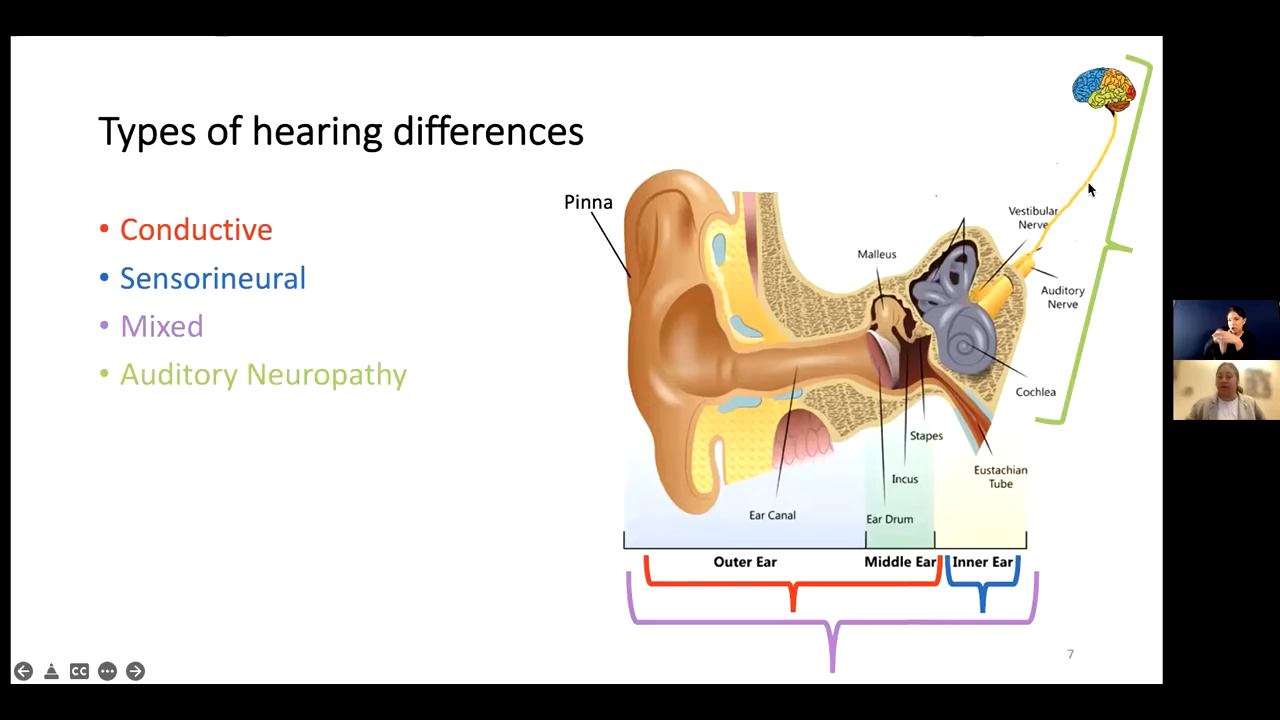 Types of hearing differences
• Conductive
• Sensorineural
• Mixed
• Auditory Neuropathy
Pinna
Malleus
Vestibular
Nerve
Auditory
Nerve
Cochlea
Stapes
Incus
Eustachian
Tube
Ear Canal
Ear Drum
Outer Ear
Middle Ear
Inner Ear
7
CC